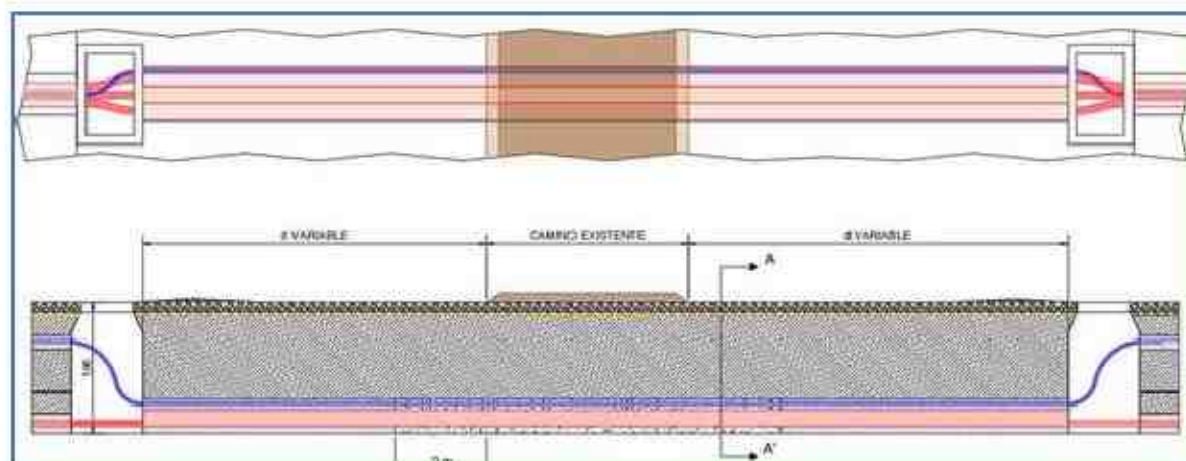 d VARIABLE
CAMINO EXISTENTE
d VARIABLE
A
A'